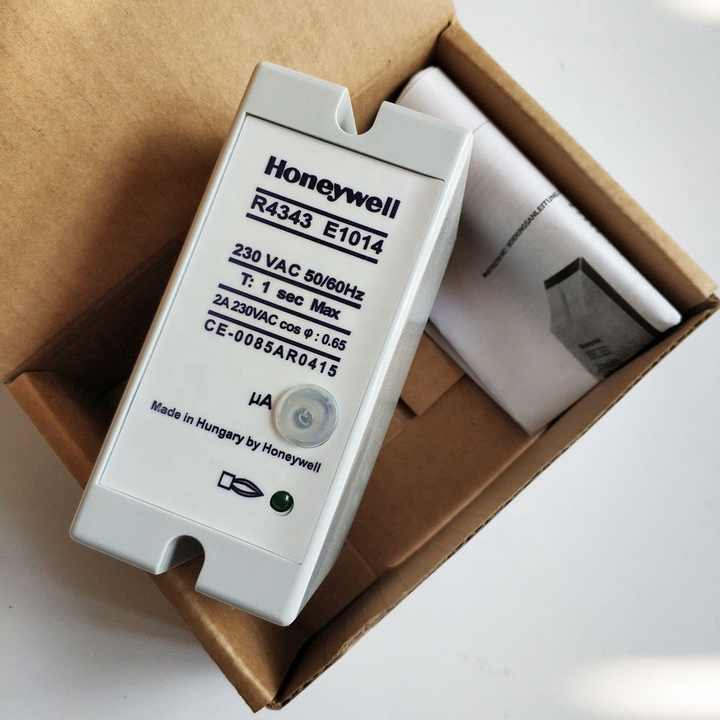 Honeywell
R4343 E1014
230 VAC 50/60Hz
T: 1 sec Max
2A 230VAC cos φ : 0.65
CE-0085AR0415
µA
Made in Hungary by Honeywell